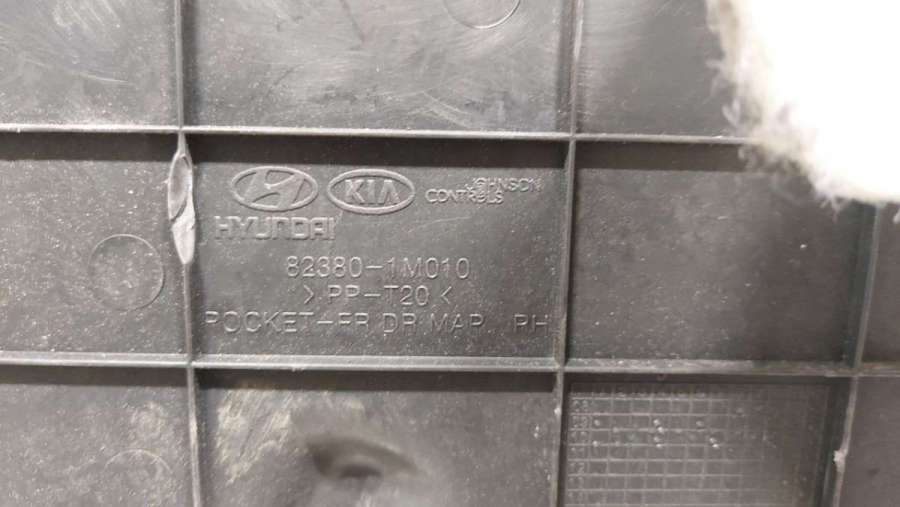 HYUNDAI KIA JOHNSON CONTROLS
82380-1M010
>PP-T20<
POCKET-FR DR MAP, RH